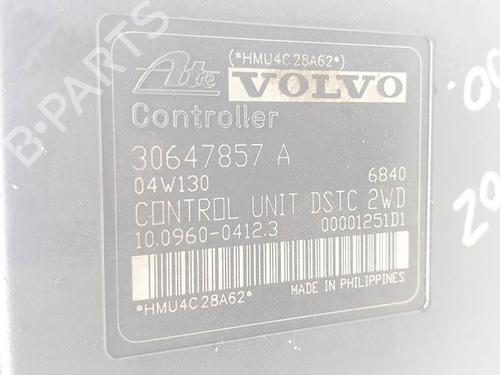 (*HMU4C28A62*)
Ate VOLVO
Controller
30647857 A
04W130 6840
CONTROL UNIT DSTC 2WD
10.0960-0412.3 00001251D1
*HMU4C28A62* MADE IN PHILIPPINES
B-PARTS